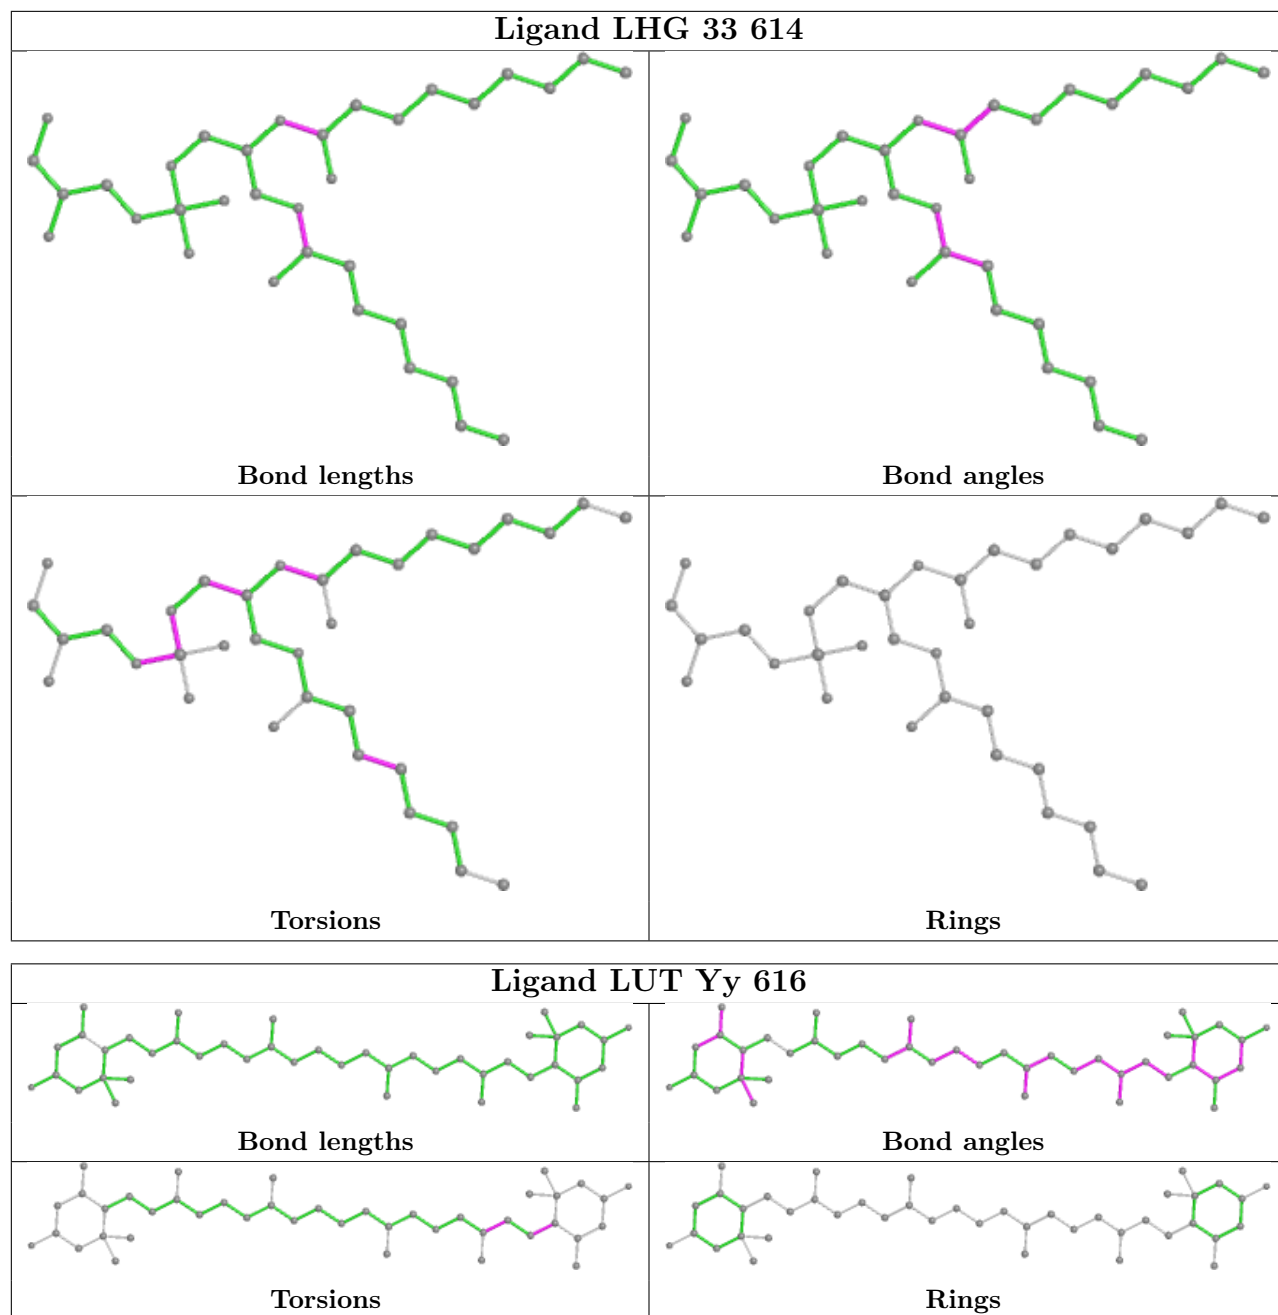 Ligand LHG 33 614
Bond lengths
Bond angles
Torsions
Rings
Ligand LUT Yy 616
Bond lengths
Bond angles
Torsions
Rings